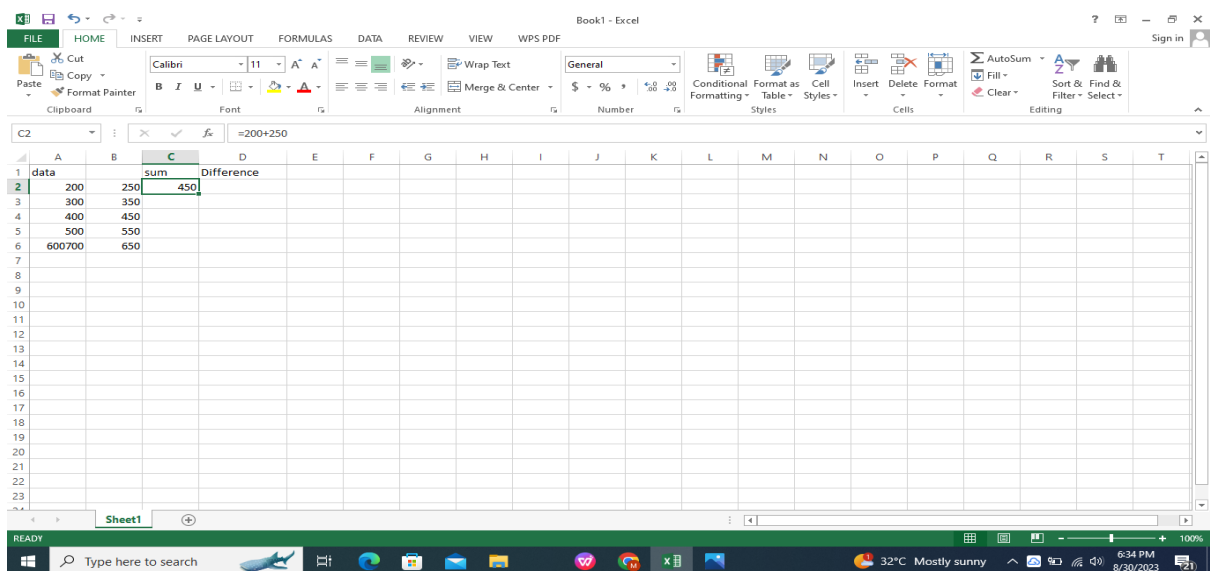 Book1 - Excel
FILE HOME INSERT PAGE LAYOUT FORMULAS DATA REVIEW VIEW WPS PDF Sign in
Paste
Cut
Copy
Format Painter
Clipboard
Calibri 11
B I U
Font
Wrap Text
Merge & Center
Alignment
General
$ % ,
Number
Conditional Formatting
Format as Table
Cell Styles
Styles
Insert Delete Format
Cells
AutoSum
Fill
Clear
Sort & Filter
Find & Select
Editing
C2 fx =200+250
A B C D E F G H I J K L M N O P Q R S T
1 data sum Difference
2 200 250 450
3 300 350
4 400 450
5 500 550
6 600700 650
7
8
9
10
11
12
13
14
15
16
17
18
19
20
21
22
23
Sheet1
READY 100%
Type here to search 32°C Mostly sunny 6:34 PM
8/30/2023 21